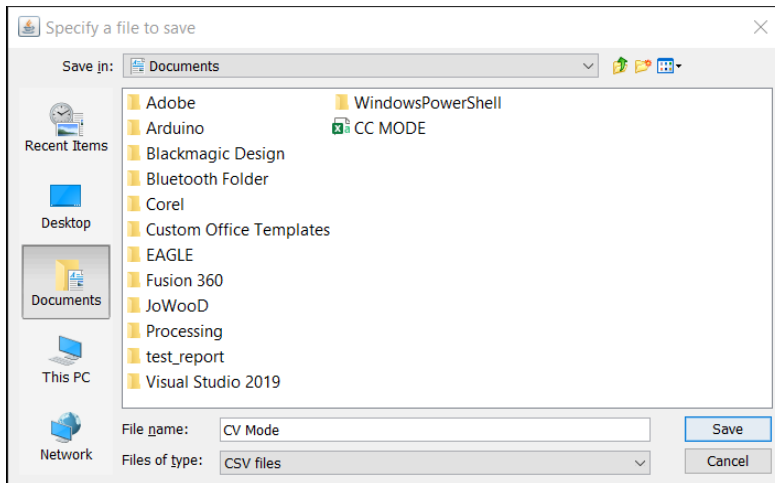 Specify a file to save
Save in: Documents
Recent Items
Desktop
Documents
This PC
Network
Adobe
Arduino
Blackmagic Design
Bluetooth Folder
Corel
Custom Office Templates
EAGLE
Fusion 360
JoWooD
Processing
test_report
Visual Studio 2019
WindowsPowerShell
CC MODE
File name: CV Mode
Save
Files of type: CSV files
Cancel